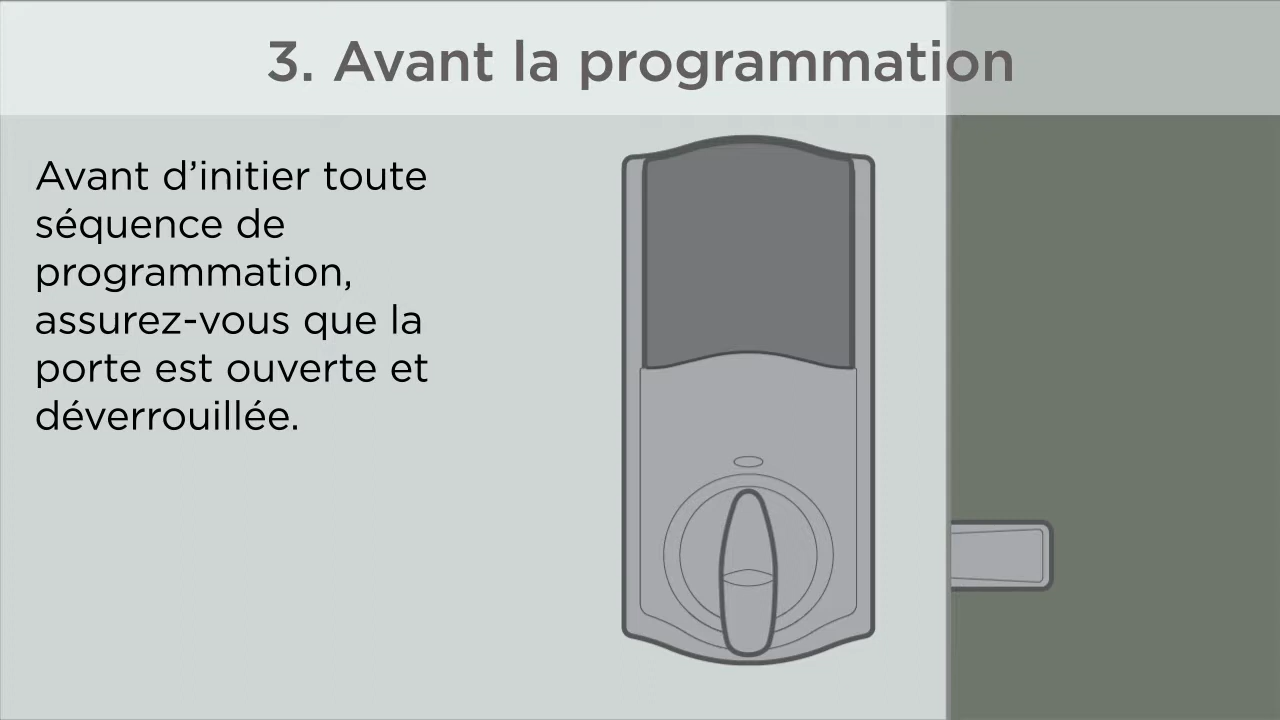 3. Avant la programmation
Avant d’initier toute
séquence de
programmation,
assurez-vous que la
porte est ouverte et
déverrouillée.